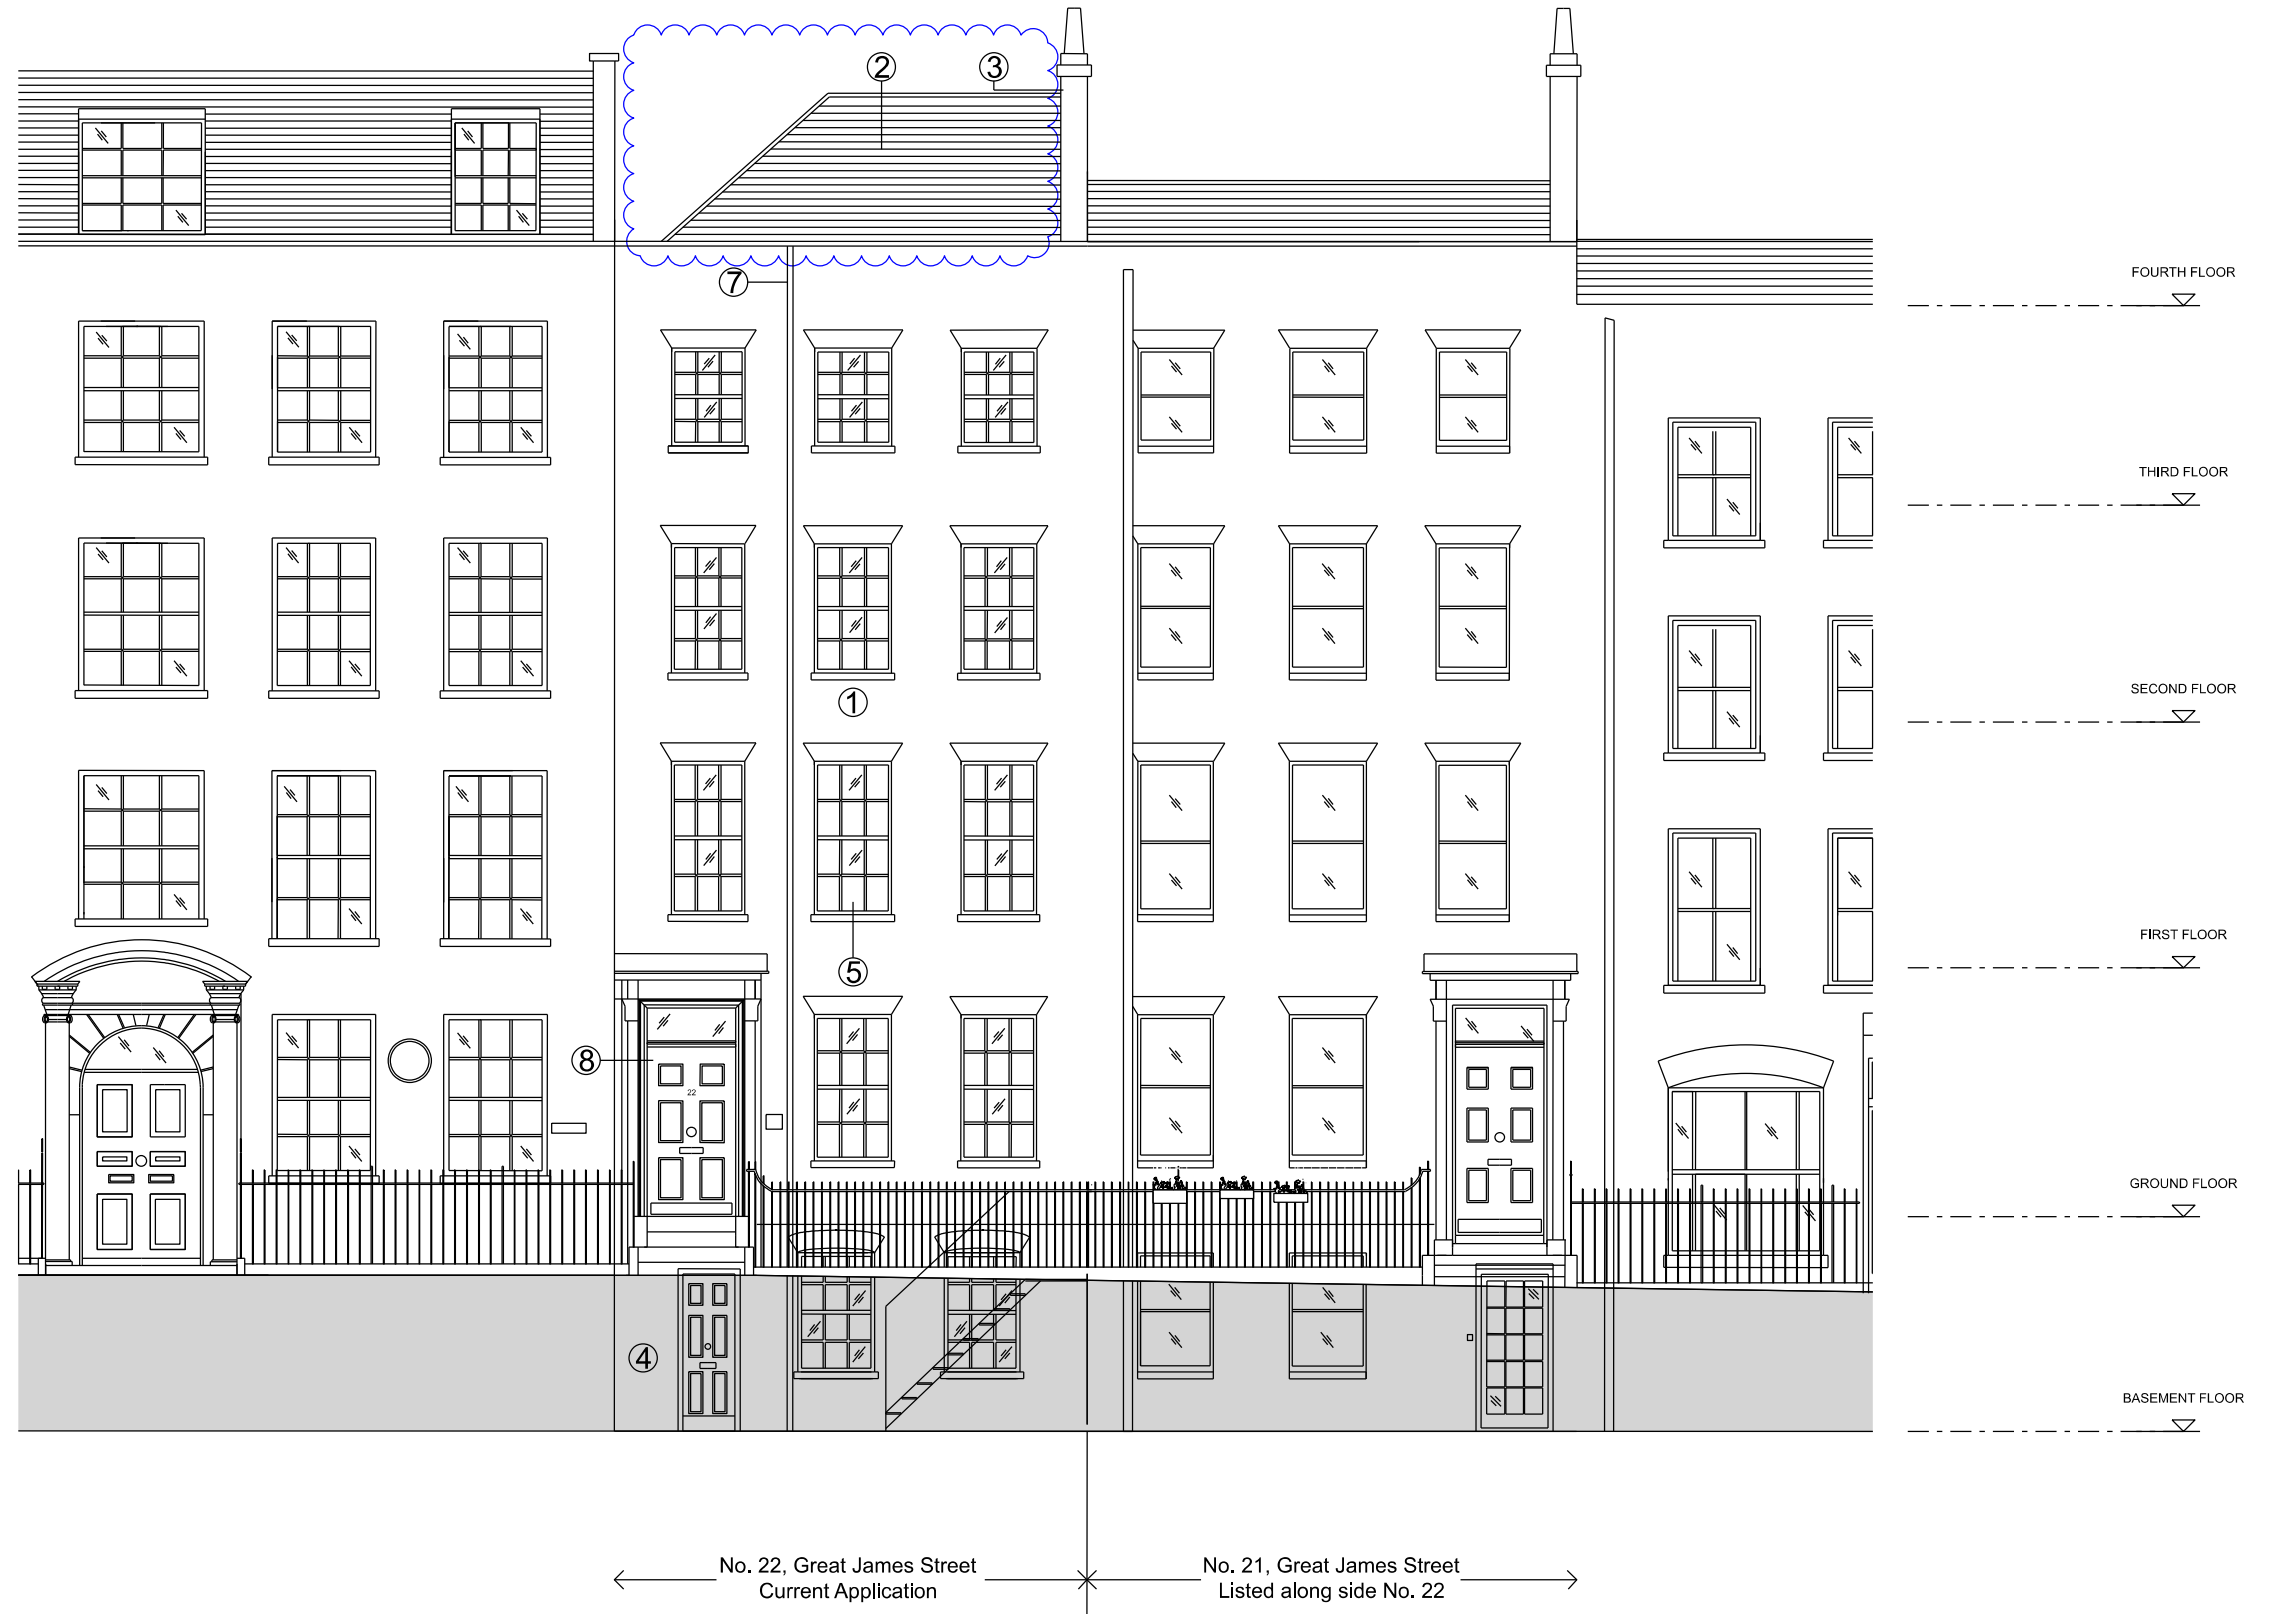 2
3
FOURTH FLOOR
7
THIRD FLOOR
SECOND FLOOR
1
FIRST FLOOR
5
8
22
GROUND FLOOR
4
BASEMENT FLOOR
No. 22, Great James Street
Current Application
No. 21, Great James Street
Listed along side No. 22